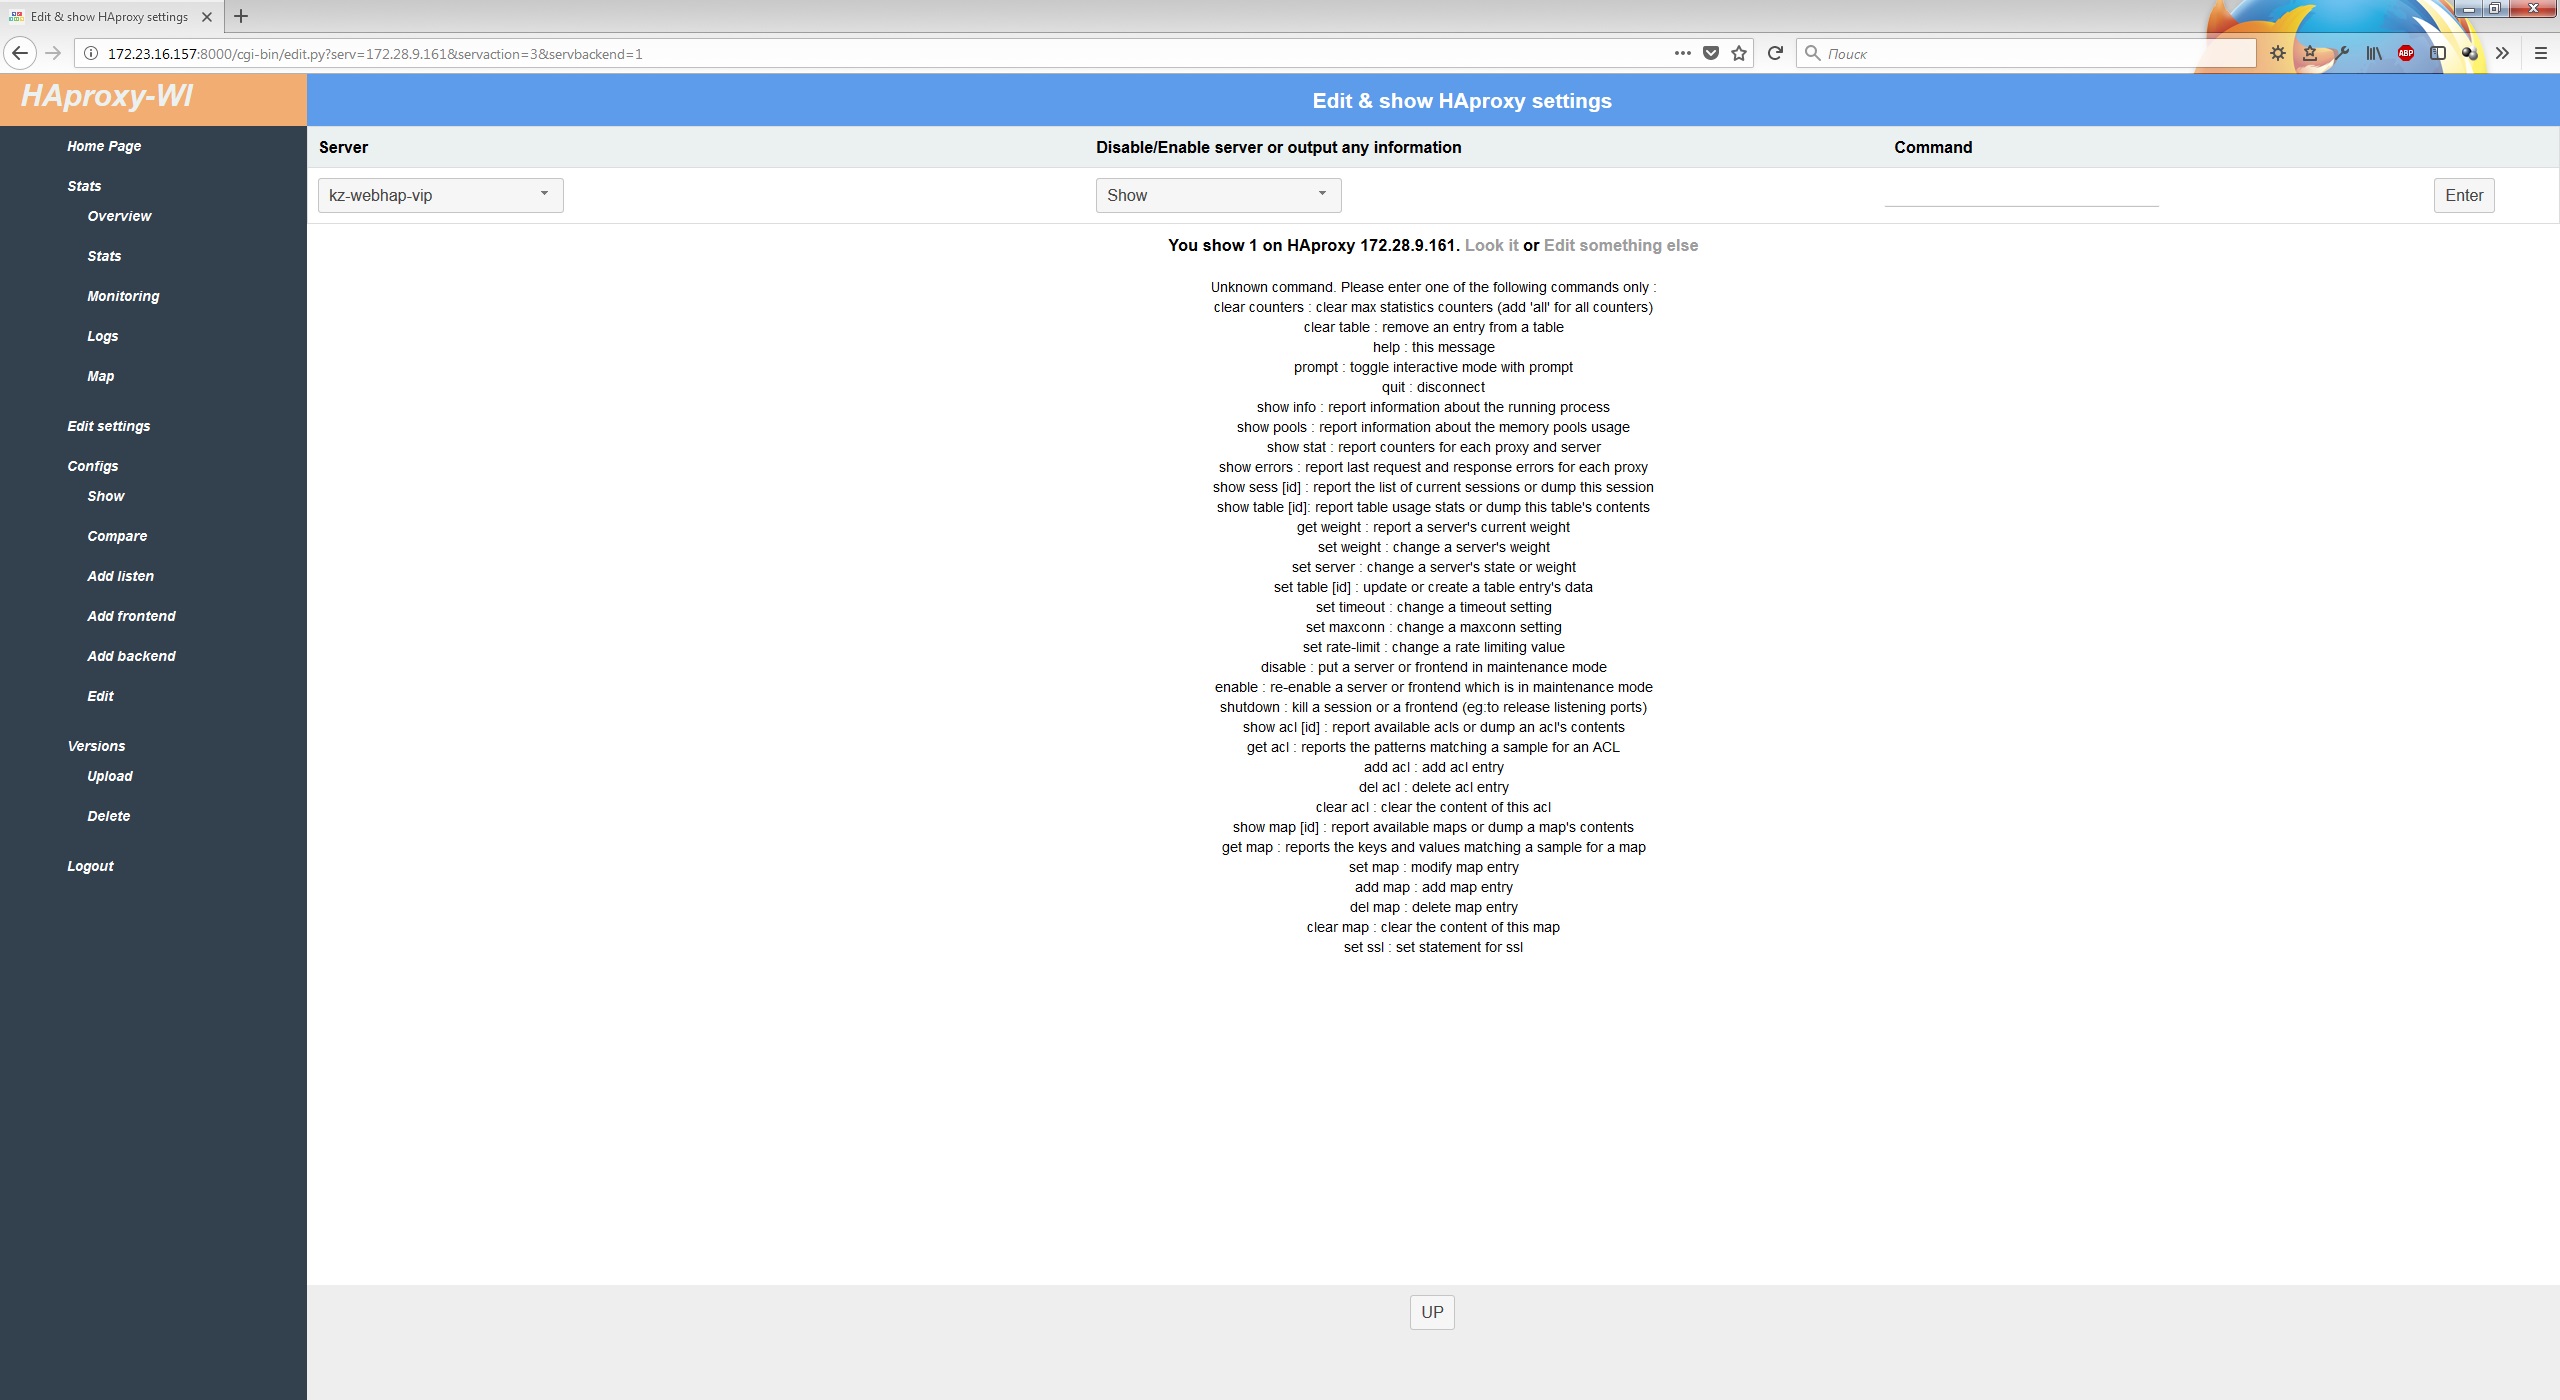 Edit & show HAproxy settings
172.23.16.157:8000/cgi-bin/edit.py?serv=172.28.9.161&servaction=3&servbackend=1
Поиск
ABP
HAproxy-WI
Edit & show HAproxy settings
Home Page
Stats
Overview
Stats
Monitoring
Logs
Map
Edit settings
Configs
Show
Compare
Add listen
Add frontend
Add backend
Edit
Versions
Upload
Delete
Logout
Server Disable/Enable server or output any information Command
kz-webhap-vip Show Enter
You show 1 on HAproxy 172.28.9.161. Look it or Edit something else
Unknown command. Please enter one of the following commands only :
clear counters : clear max statistics counters (add 'all' for all counters)
clear table : remove an entry from a table
help : this message
prompt : toggle interactive mode with prompt
quit : disconnect
show info : report information about the running process
show pools : report information about the memory pools usage
show stat : report counters for each proxy and server
show errors : report last request and response errors for each proxy
show sess [id] : report the list of current sessions or dump this session
show table [id]: report table usage stats or dump this table's contents
get weight : report a server's current weight
set weight : change a server's weight
set server : change a server's state or weight
set table [id] : update or create a table entry's data
set timeout : change a timeout setting
set maxconn : change a maxconn setting
set rate-limit : change a rate limiting value
disable : put a server or frontend in maintenance mode
enable : re-enable a server or frontend which is in maintenance mode
shutdown : kill a session or a frontend (eg:to release listening ports)
show acl [id] : report available acls or dump an acl's contents
get acl : reports the patterns matching a sample for an ACL
add acl : add acl entry
del acl : delete acl entry
clear acl : clear the content of this acl
show map [id] : report available maps or dump a map's contents
get map : reports the keys and values matching a sample for a map
set map : modify map entry
add map : add map entry
del map : delete map entry
clear map : clear the content of this map
set ssl : set statement for ssl
UP